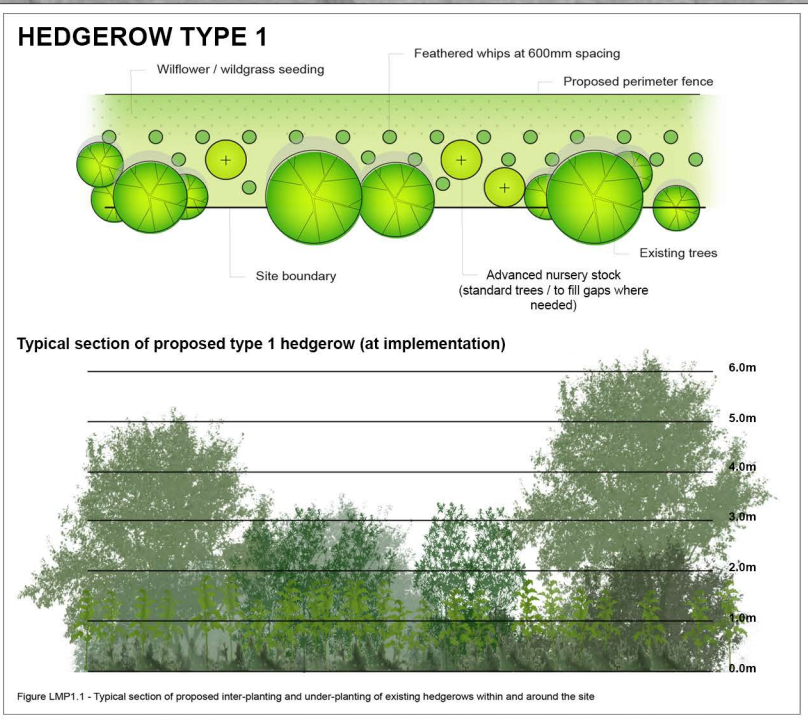 HEDGEROW TYPE 1
Feathered whips at 600mm spacing
Wilflower / wildgrass seeding
Proposed perimeter fence
Existing trees
Site boundary
Advanced nursery stock
(standard trees / to fill gaps where
needed)
Typical section of proposed type 1 hedgerow (at implementation)
6.0m
5.0m
4.0m
3.0m
2.0m
1.0m
0.0m
Figure LMP1.1 - Typical section of proposed inter-planting and under-planting of existing hedgerows within and around the site